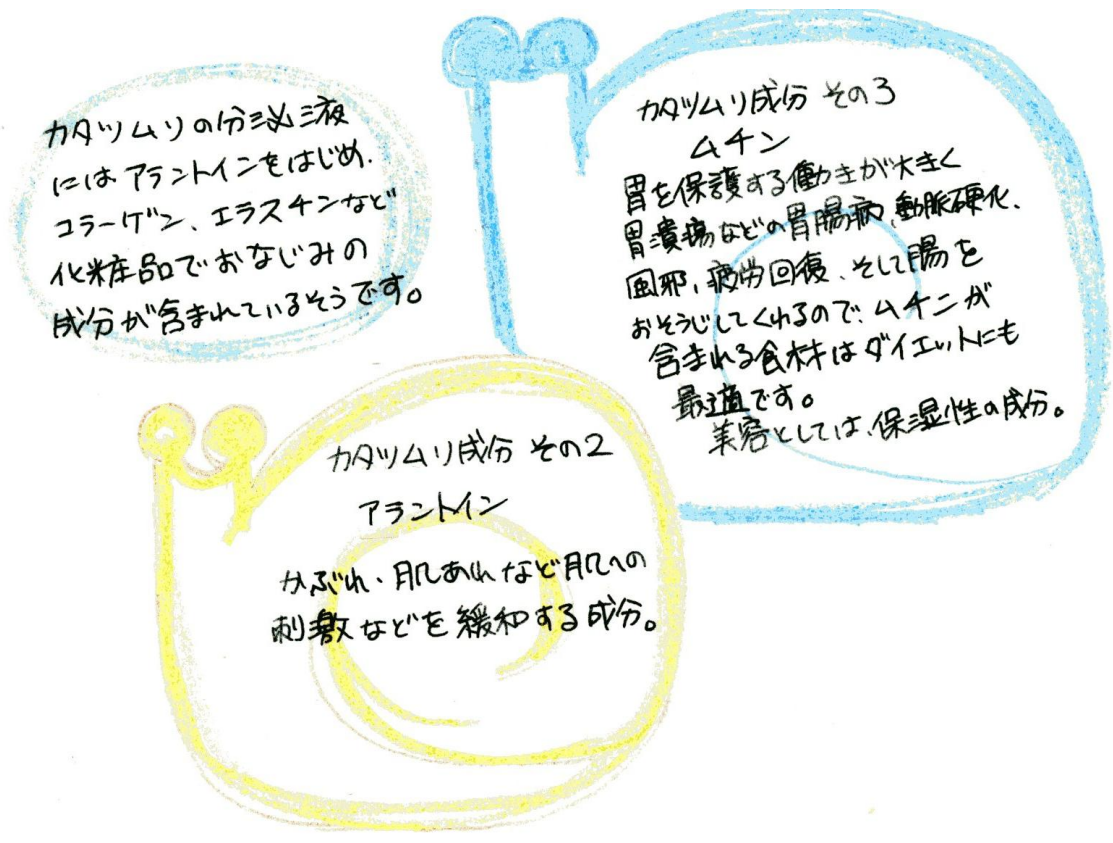 カタツムリの分泌液
にはアラントインをはじめ、
コラーゲン、エラスチンなど
化粧品でおなじみの
成分が含まれているそうです。
カタツムリ成分 その3
ムチン
胃を保護する働きが大きく
胃潰瘍などの胃腸病、動脈硬化、
風邪、疲労回復、そして腸を
おそうじしてくれるので、ムチンが
含まれる食材はダイエットにも
最適です。
美容としては、保湿性の成分。
カタツムリ成分 その2
アラントイン
かぶれ、肌あれなど肌への
刺激などを緩和する成分。